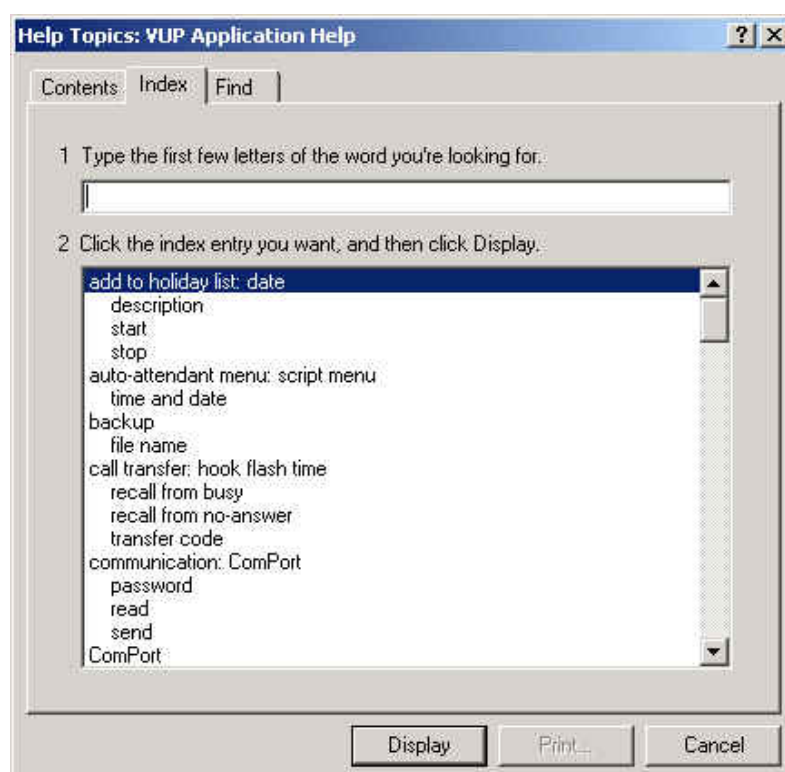 Help Topics: VUP Application Help
Contents Index Find
1 Type the first few letters of the word you're looking for.
2 Click the index entry you want, and then click Display.
add to holiday list: date
description
start
stop
auto-attendant menu: script menu
time and date
backup
file name
call transfer: hook flash time
recall from busy
recall from no-answer
transfer code
communication: ComPort
password
read
send
ComPort
Display Print... Cancel